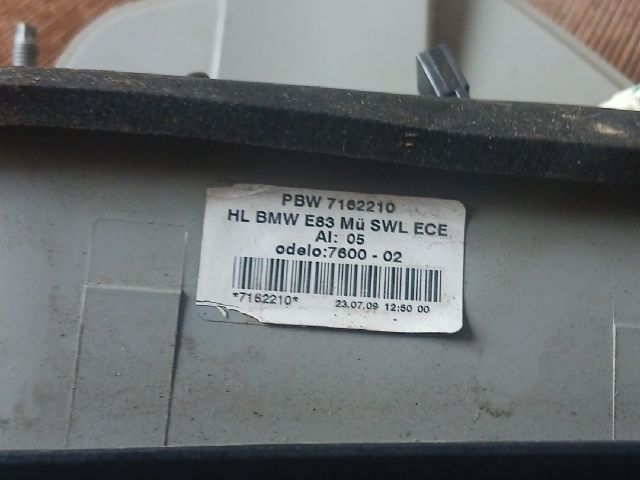 PBW 7162210
HL BMW E83 Mü SWL ECE
AI: 05
odelo:7600 - 02
*7162210* 23.07.09 12:50 00